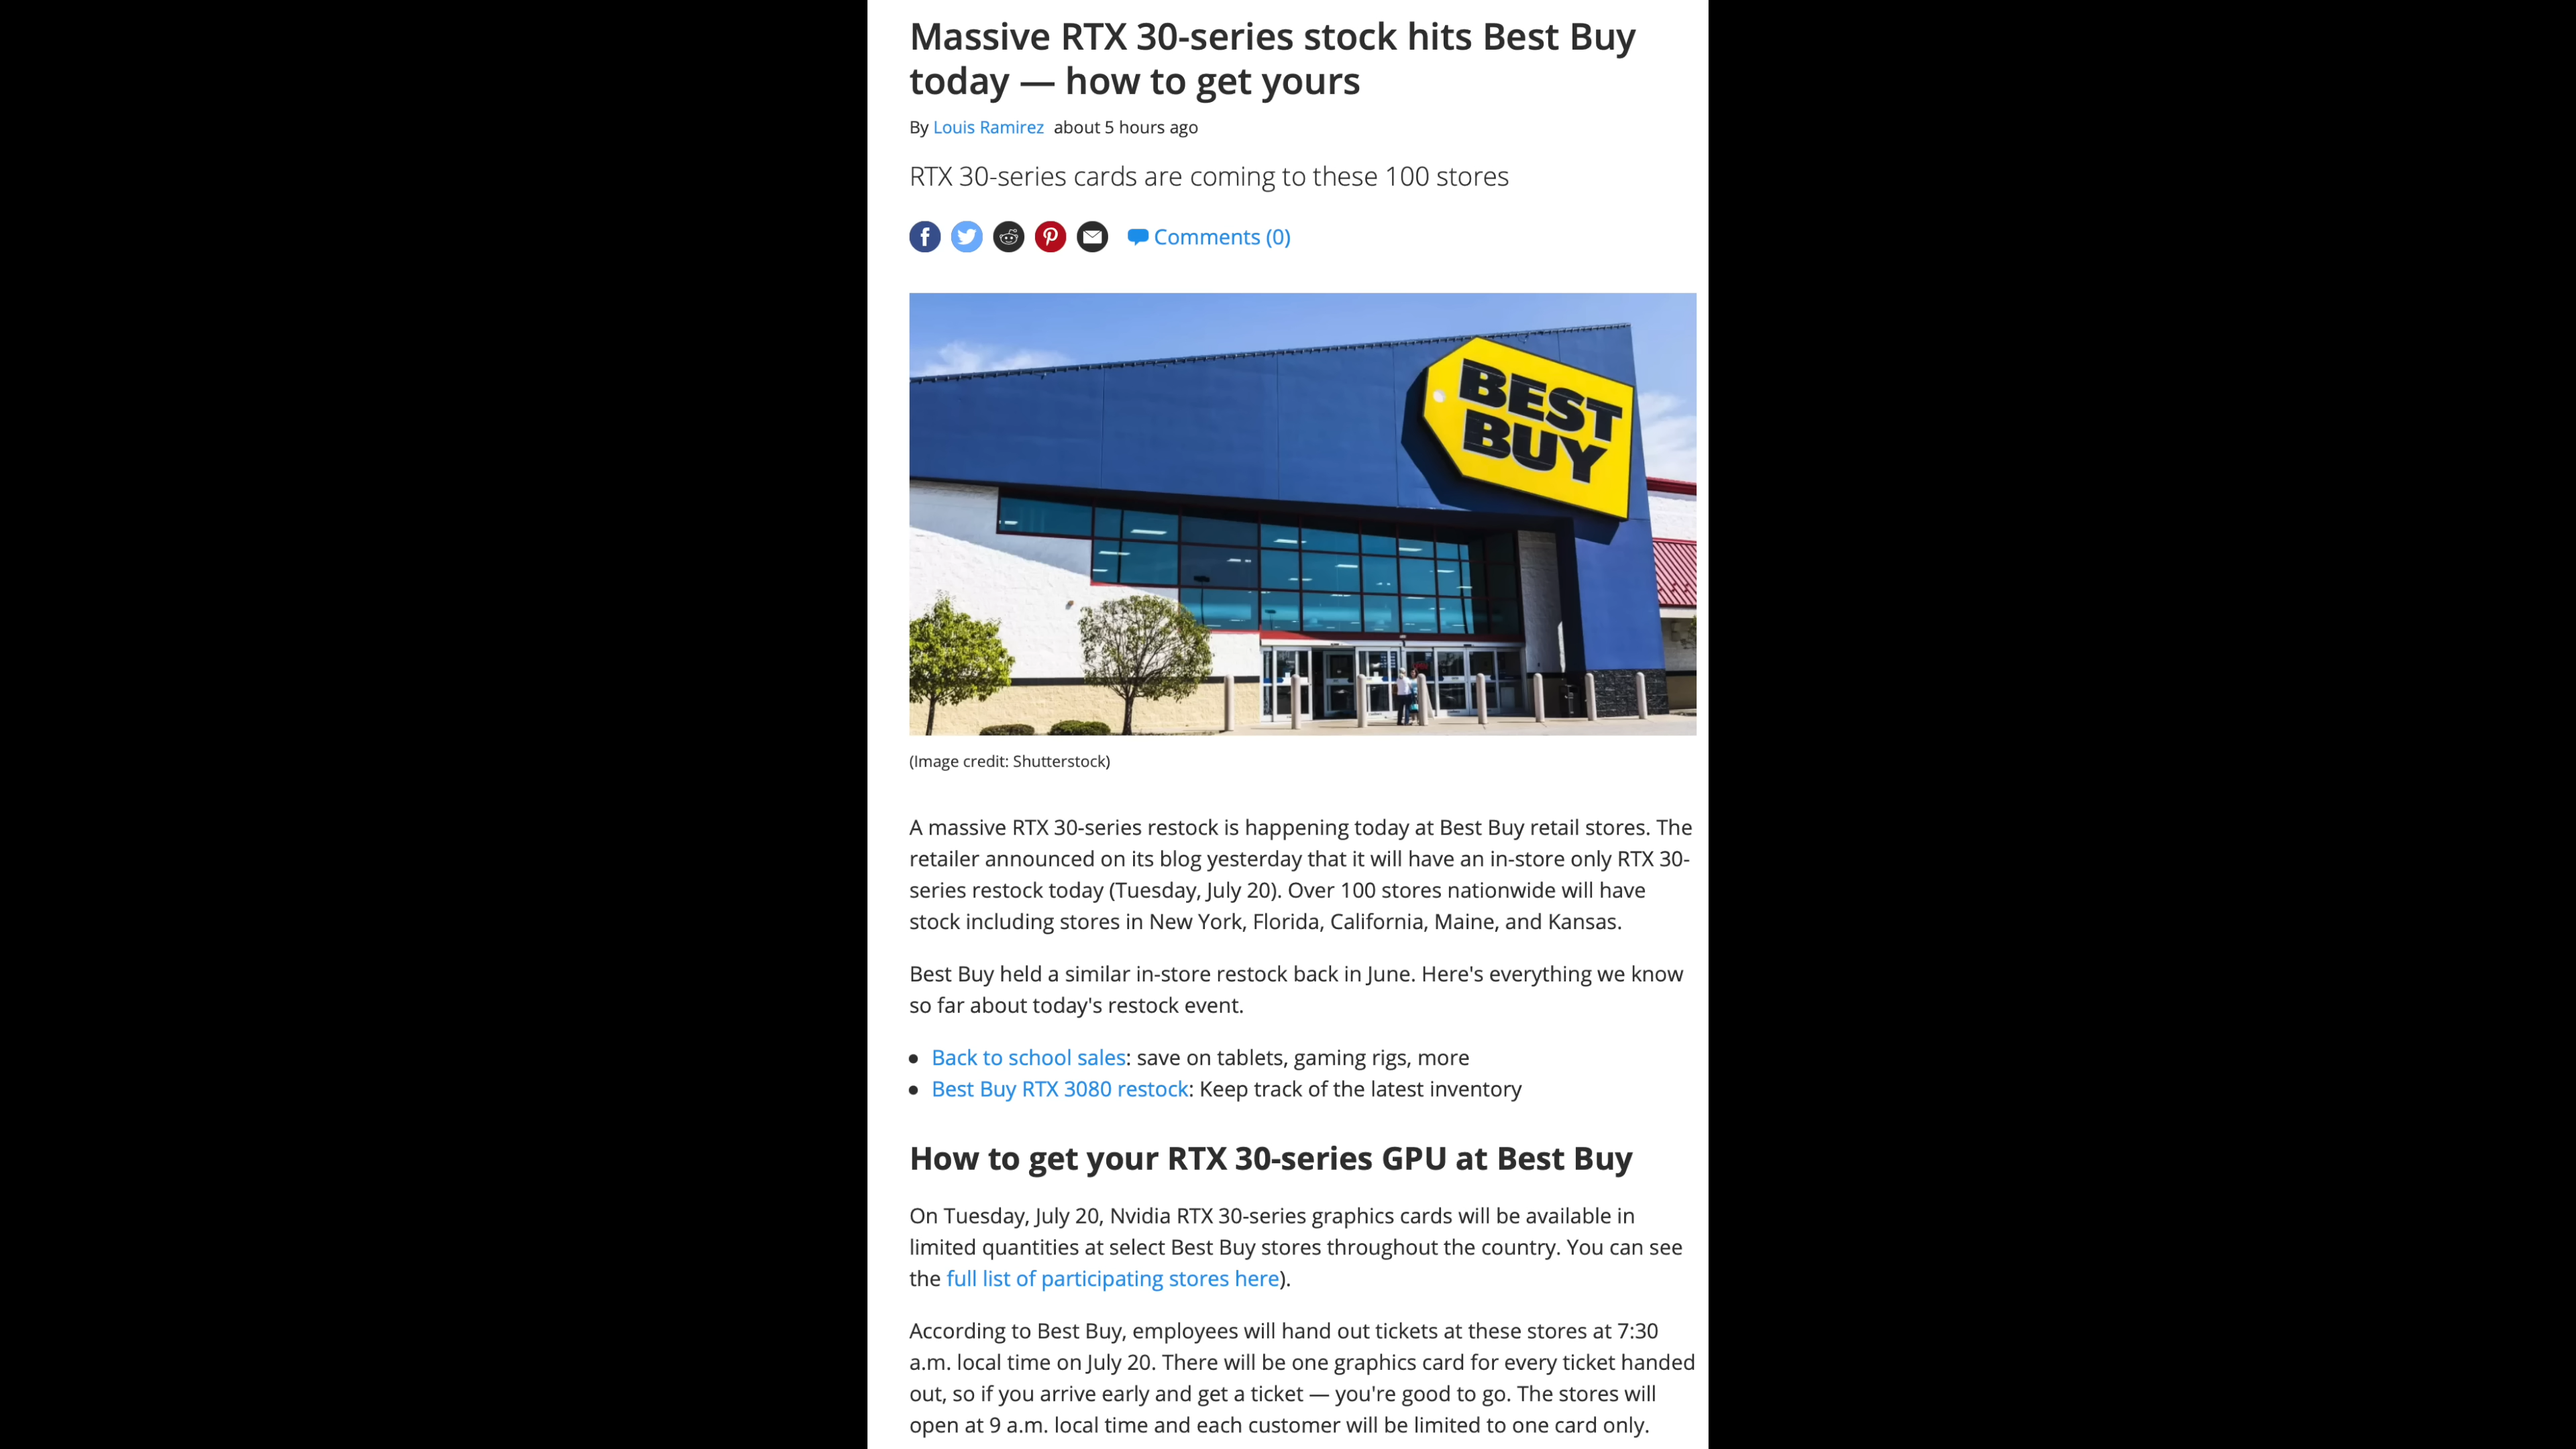 Massive RTX 30-series stock hits Best Buy
today — how to get yours
By Louis Ramirez about 5 hours ago
RTX 30-series cards are coming to these 100 stores
Comments (0)
BEST
BUY
(Image credit: Shutterstock)
A massive RTX 30-series restock is happening today at Best Buy retail stores. The
retailer announced on its blog yesterday that it will have an in-store only RTX 30-
series restock today (Tuesday, July 20). Over 100 stores nationwide will have
stock including stores in New York, Florida, California, Maine, and Kansas.
Best Buy held a similar in-store restock back in June. Here's everything we know
so far about today's restock event.
Back to school sales: save on tablets, gaming rigs, more
Best Buy RTX 3080 restock: Keep track of the latest inventory
How to get your RTX 30-series GPU at Best Buy
On Tuesday, July 20, Nvidia RTX 30-series graphics cards will be available in
limited quantities at select Best Buy stores throughout the country. You can see
the full list of participating stores here).
According to Best Buy, employees will hand out tickets at these stores at 7:30
a.m. local time on July 20. There will be one graphics card for every ticket handed
out, so if you arrive early and get a ticket — you're good to go. The stores will
open at 9 a.m. local time and each customer will be limited to one card only.